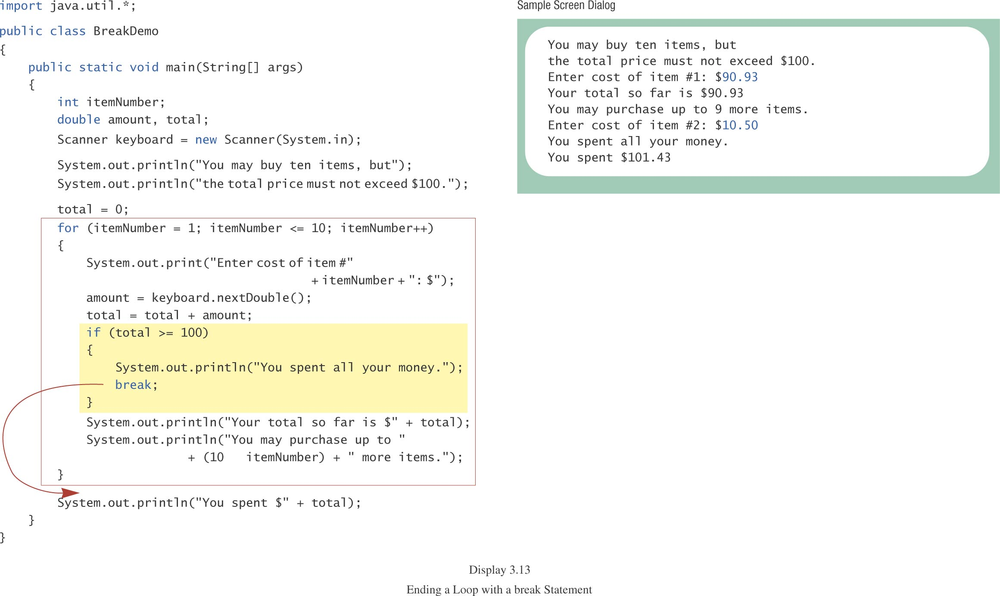 import java.util.*;
public class BreakDemo
{
    public static void main(String[] args)
    {
        int itemNumber;
        double amount, total;
        Scanner keyboard = new Scanner(System.in);
        System.out.println("You may buy ten items, but");
        System.out.println("the total price must not exceed $100.");
        total = 0;
        for (itemNumber = 1; itemNumber <= 10; itemNumber++)
        {
            System.out.print("Enter cost of item #"
                                           + itemNumber + ": $");
            amount = keyboard.nextDouble();
            total = total + amount;
            if (total >= 100)
            {
                System.out.println("You spent all your money.");
                break;
            }
            System.out.println("Your total so far is $" + total);
            System.out.println("You may purchase up to "
                          + (10   itemNumber) + " more items.");
        }
        System.out.println("You spent $" + total);
    }
}
Sample Screen Dialog
You may buy ten items, but
the total price must not exceed $100.
Enter cost of item #1: $90.93
Your total so far is $90.93
You may purchase up to 9 more items.
Enter cost of item #2: $10.50
You spent all your money.
You spent $101.43
Display 3.13
Ending a Loop with a break Statement